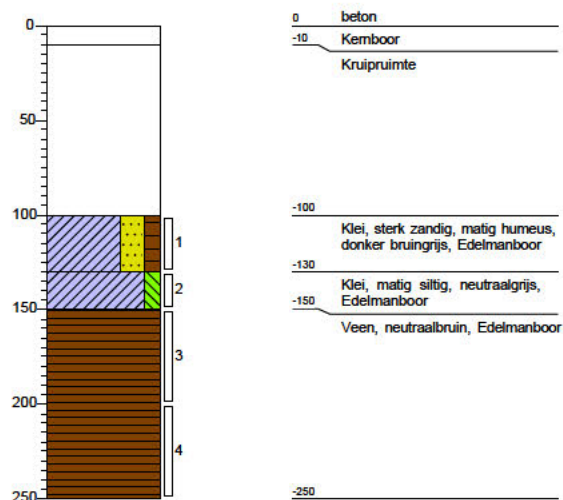 0
50
100
150
200
250
1
2
3
4
0 beton
-10 Kernboor
Kruipruimte
-100
Klei, sterk zandig, matig humeus,
donker bruingrijs, Edelmanboor
-130
Klei, matig siltig, neutraalgrijs,
Edelmanboor
-150
Veen, neutraalbruin, Edelmanboor
-250